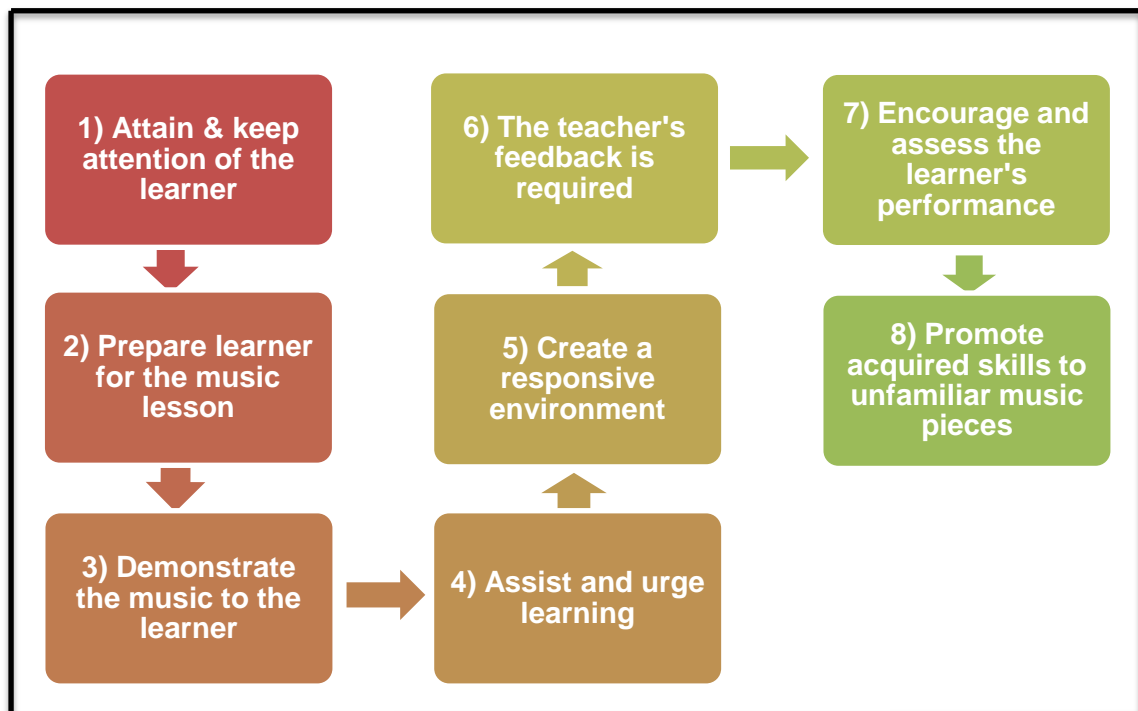 1) Attain & keep
attention of the
learner
2) Prepare learner
for the music
lesson
3) Demonstrate
the music to the
learner
4) Assist and urge
learning
5) Create a
responsive
environment
6) The teacher's
feedback is
required
7) Encourage and
assess the
learner's
performance
8) Promote
acquired skills to
unfamiliar music
pieces